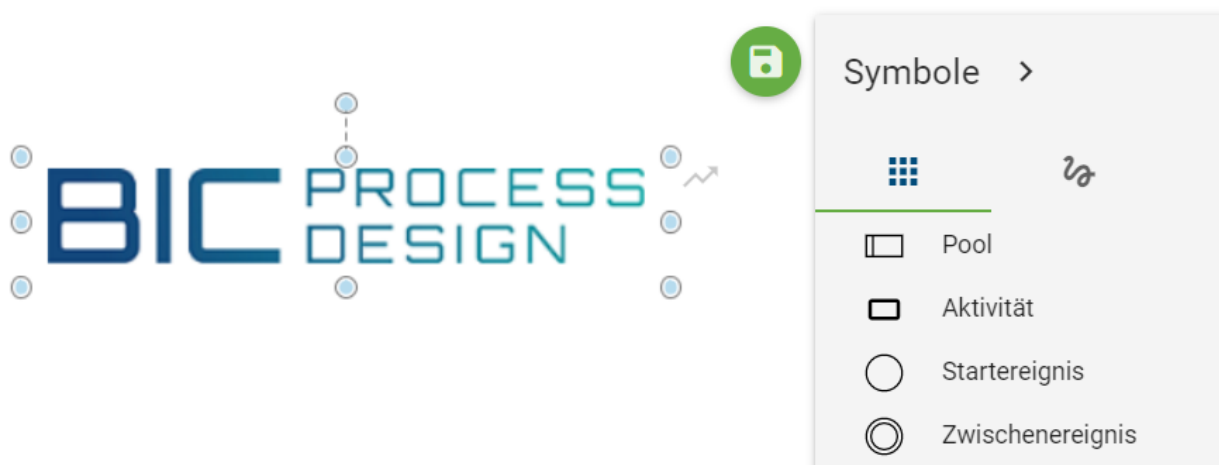 BIC PROCESS
DESIGN
Symbole
Pool
Aktivität
Startereignis
Zwischenereignis